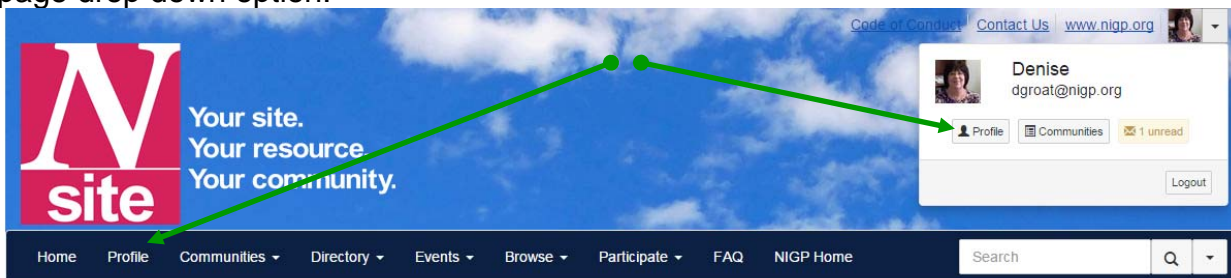 page drop down option.
Code of Conduct Contact Us www.nigp.org
N
site
Your site.
Your resource.
Your community.
Denise
dgroat@nigp.org
Profile Communities 1 unread
Logout
Home Profile Communities Directory Events Browse Participate FAQ NIGP Home Search